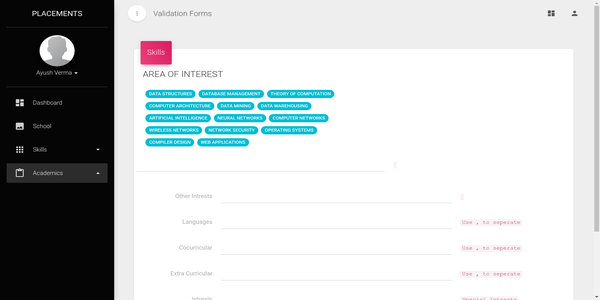 PLACEMENTS
Validation Forms
Ayush Verma
Dashboard
School
Skills
Academics
Skills
AREA OF INTEREST
DATA STRUCTURES DATABASE MANAGEMENT THEORY OF COMPUTATION
COMPUTER ARCHITECTURE DATA MINING DATA WAREHOUSING
ARTIFICIAL INTELLIGENCE NEURAL NETWORKS COMPUTER NETWORKS
WIRELESS NETWORKS NETWORK SECURITY OPERATING SYSTEMS
COMPILER DESIGN WEB APPLICATIONS
Other Intrests
Languages Use , to seperate
Cocurricular Use , to seperate
Extra Curricular Use , to seperate
Intrests Special Intrests